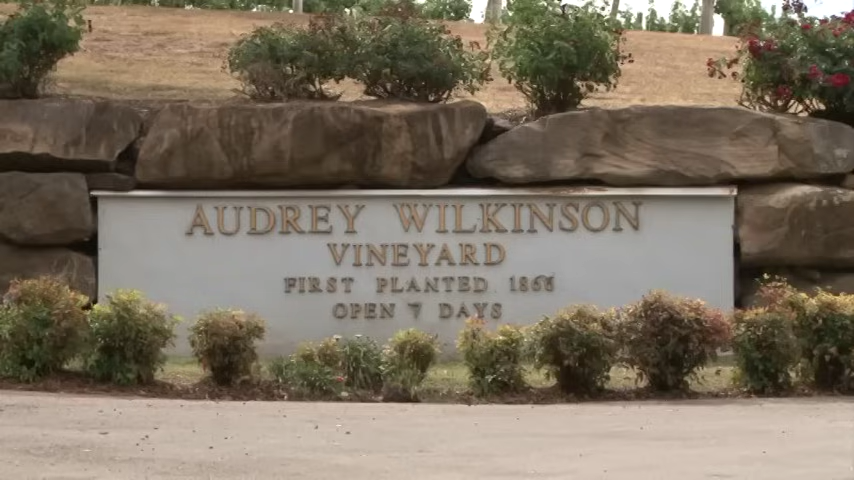 AUDREY WILKINSON
VINEYARD
FIRST PLANTED 1866
OPEN 7 DAYS